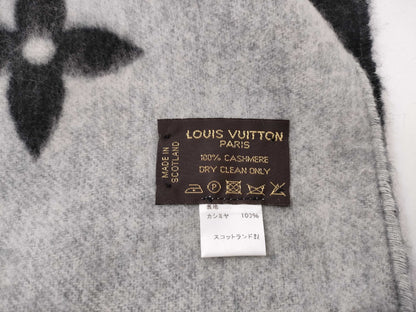 LOUIS VUITTON
PARIS
100% CASHMERE
DRY CLEAN ONLY
MADE IN
SCOTLAND
P
カシミヤ 100%
スコットランド製